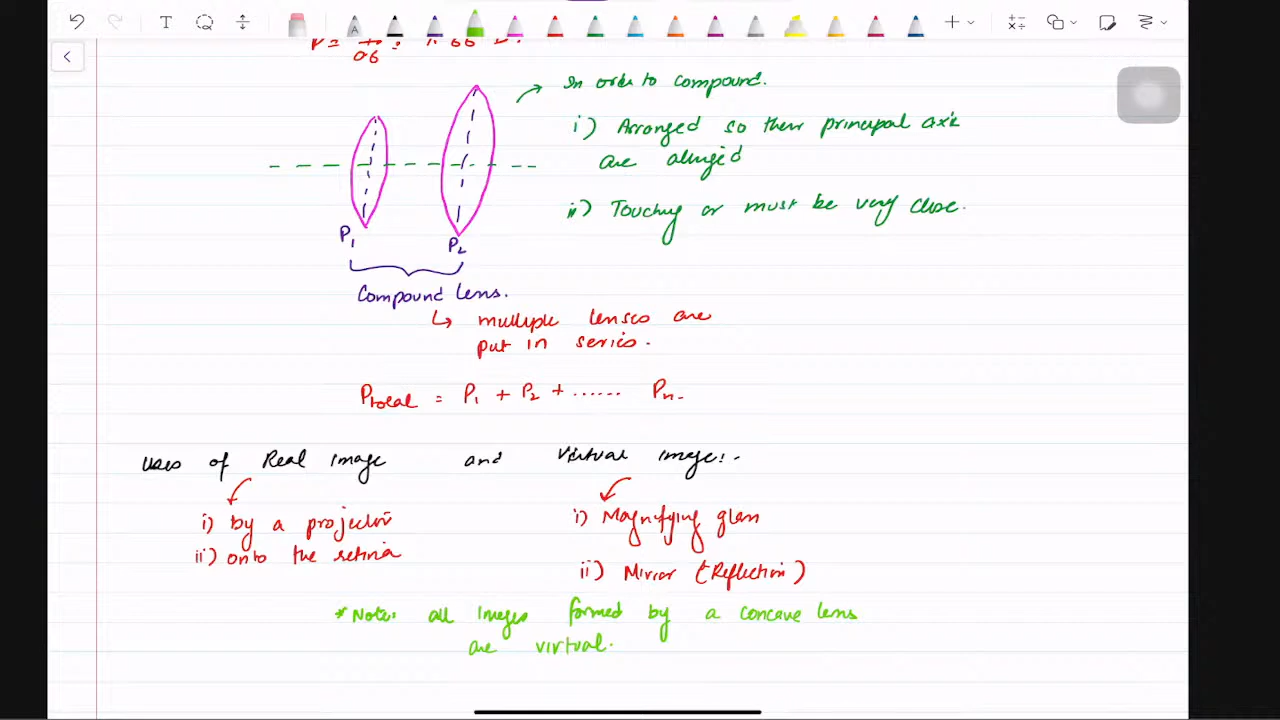 In order to compound.
i) Arranged so their principal axis
are aligned
ii) Touching or must be very close.
P1
P2
Compound lens.
↳ multiple lenses are
put in series.
Ptotal = P1 + P2 + ...... Pn.
Uses of Real image and Virtual image:-
i) by a projector
ii) onto the retina
i) Magnifying glass
ii) Mirror (Reflection)
*Note: all images formed by a concave lens
are virtual.